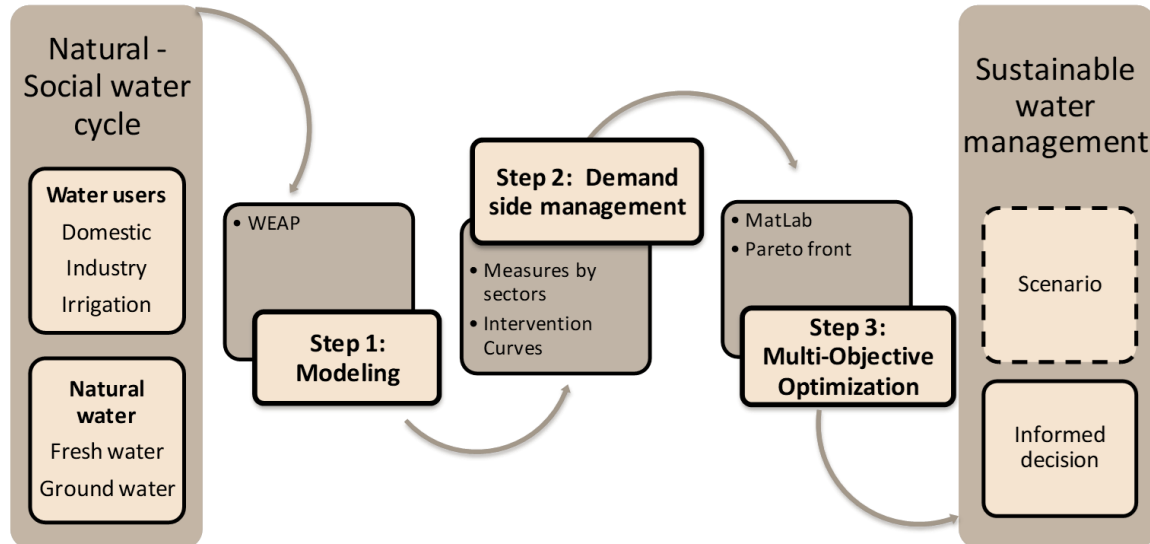 Natural -
Social water
cycle
Water users
Domestic
Industry
Irrigation
Natural
water
Fresh water
Ground water
• WEAP
Step 1:
Modeling
Step 2:  Demand
side management
• Measures by
sectors
• Intervention
Curves
• MatLab
• Pareto front
Step 3:
Multi-Objective
Optimization
Sustainable
water
management
Scenario
Informed
decision